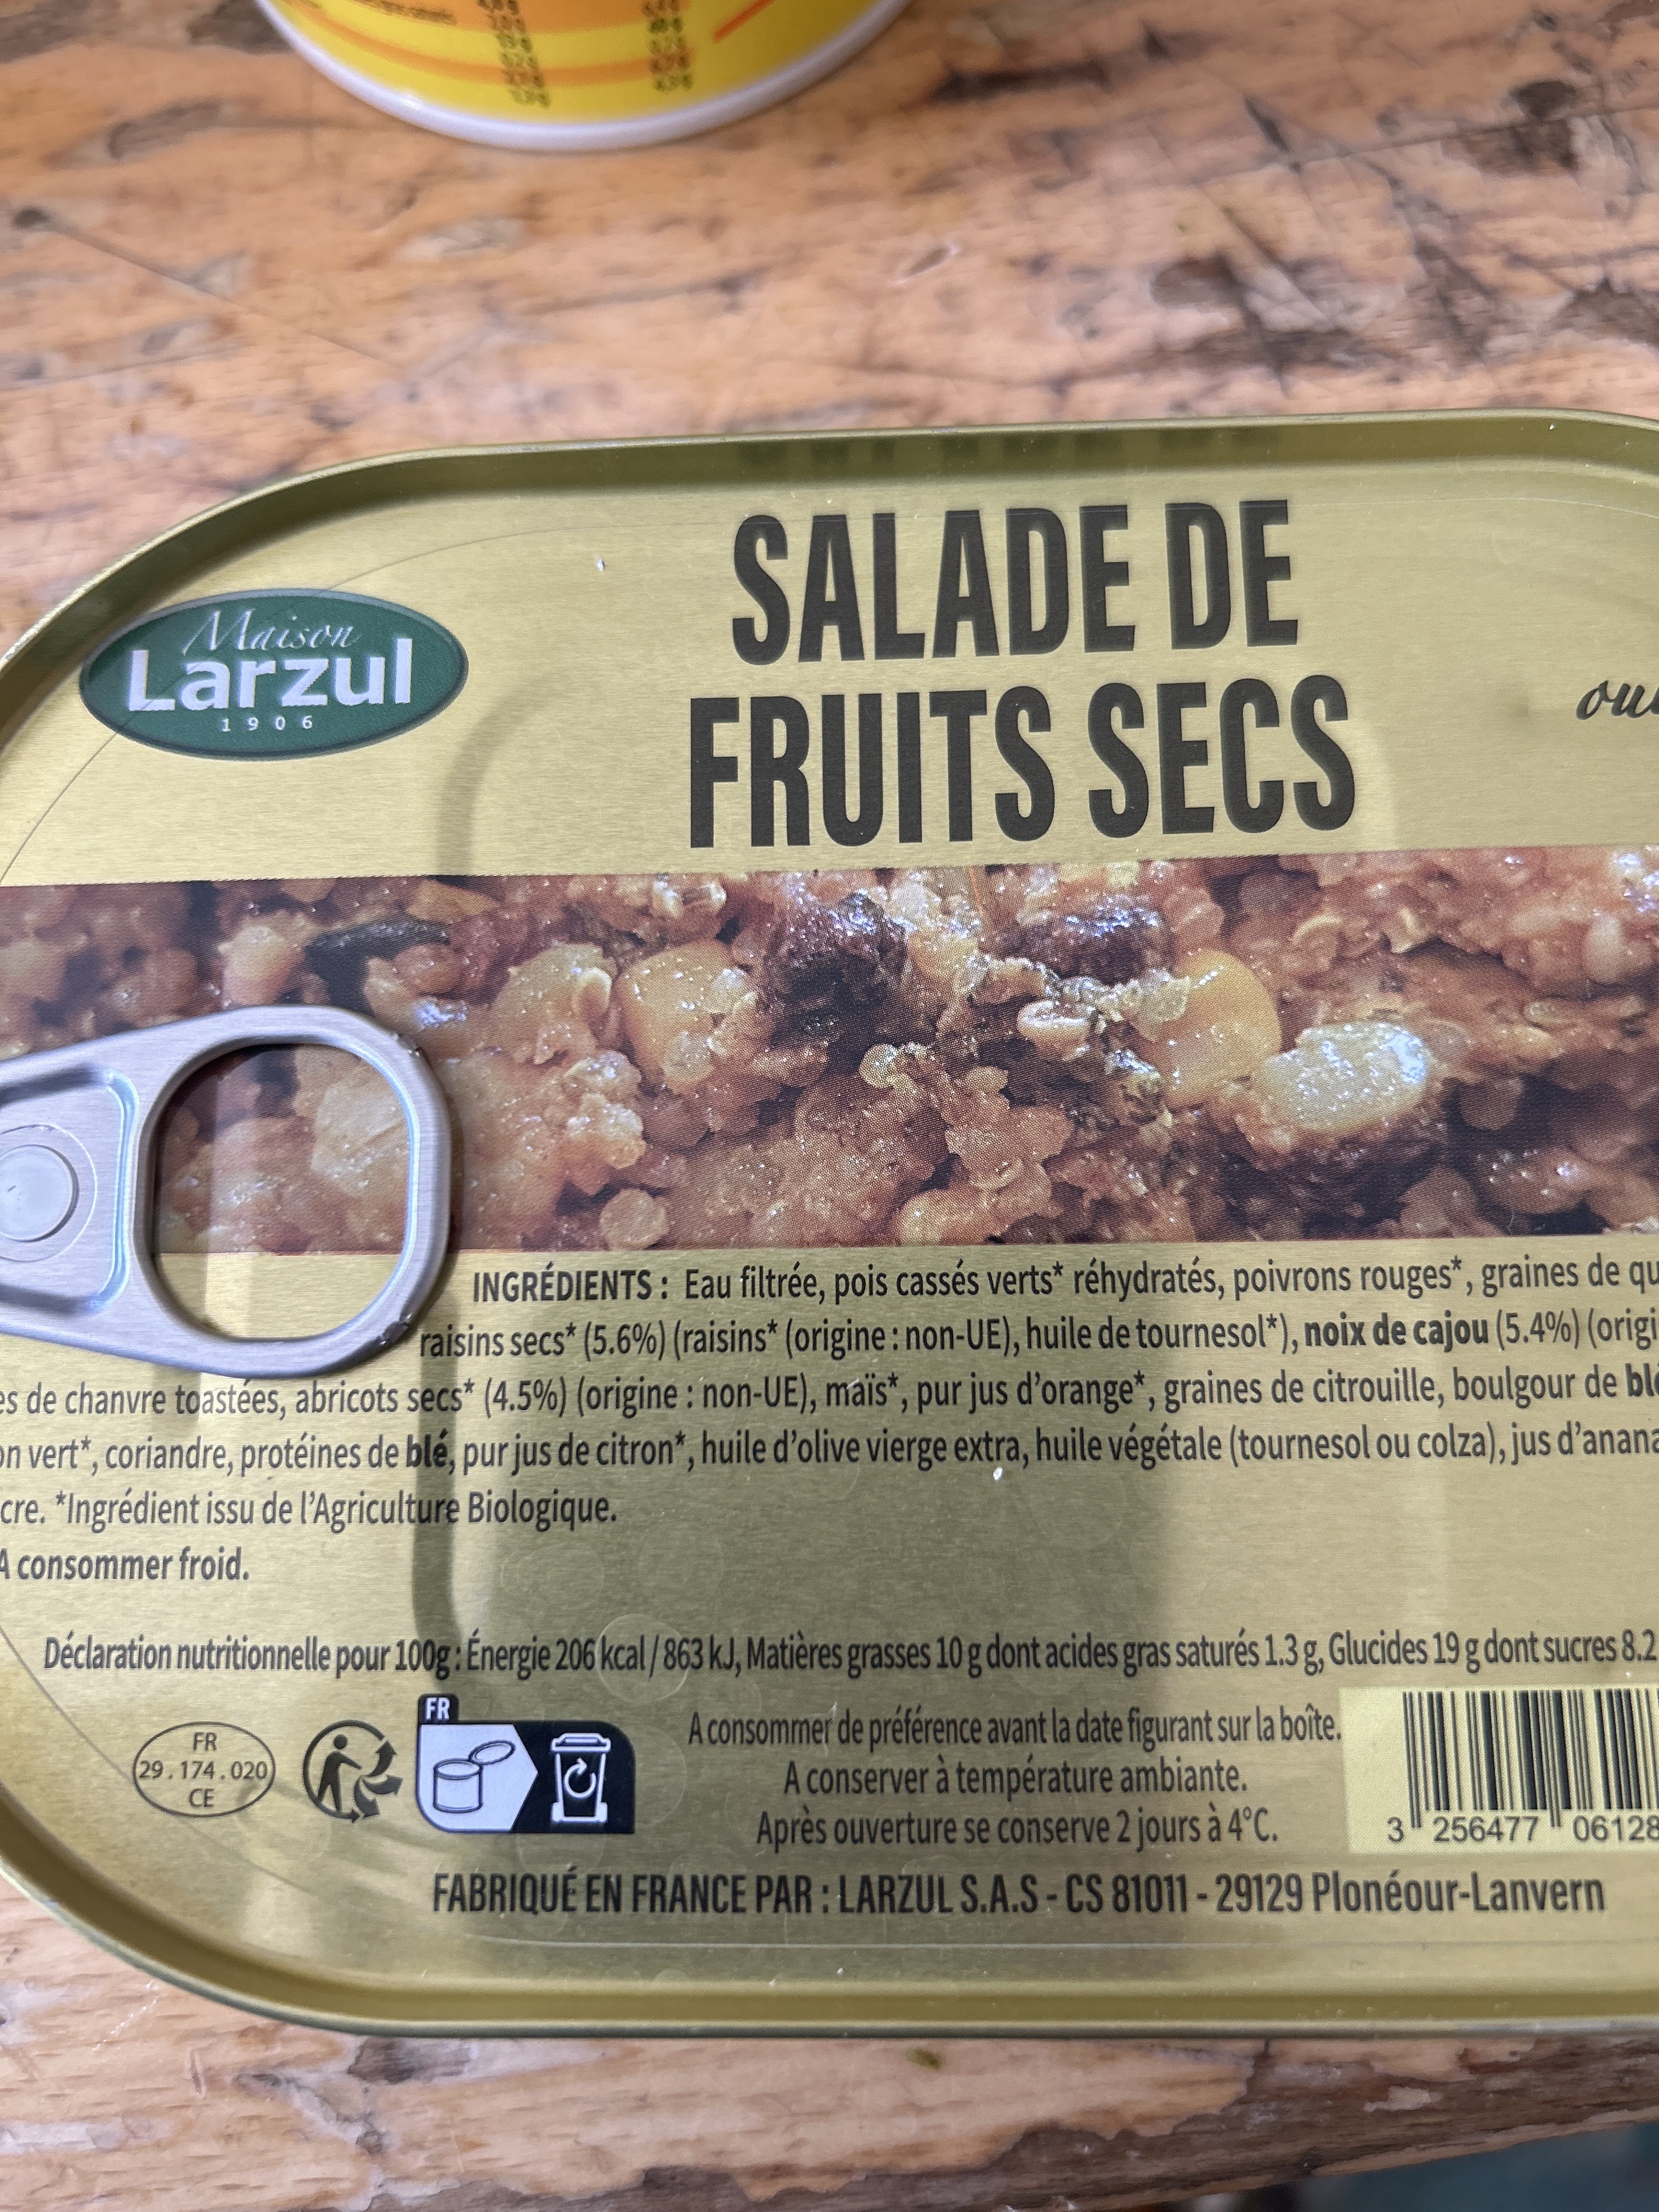 Maison
Larzul
1906
SALADE DE
FRUITS SECS
INGRÉDIENTS : Eau filtrée, pois cassés verts* réhydratés, poivrons rouges*, graines de qu
raisins secs* (5.6%) (raisins* (origine : non-UE), huile de tournesol*), noix de cajou (5.4%) (origi
es de chanvre toastées, abricots secs* (4.5%) (origine : non-UE), maïs*, pur jus d'orange*, graines de citrouille, boulgour de blé
on vert*, coriandre, protéines de blé, pur jus de citron*, huile d'olive vierge extra, huile végétale (tournesol ou colza), jus d'anana
cre. *Ingrédient issu de l'Agriculture Biologique.
A consommer froid.
Déclaration nutritionnelle pour 100g : Énergie 206 kcal / 863 kJ, Matières grasses 10 g dont acides gras saturés 1.3 g, Glucides 19 g dont sucres 8.2
FR
29.174.020
CE
FR
A consommer de préférence avant la date figurant sur la boîte.
A conserver à température ambiante.
Après ouverture se conserve 2 jours à 4°C.
3 256477 06128
FABRIQUÉ EN FRANCE PAR : LARZUL S.A.S - CS 81011 - 29129 Plonéour-Lanvern